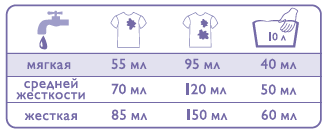 10 л
мягкая 55 мл 95 мл 40 мл
средней
жесткости 70 мл 120 мл 50 мл
жесткая 85 мл 150 мл 60 мл